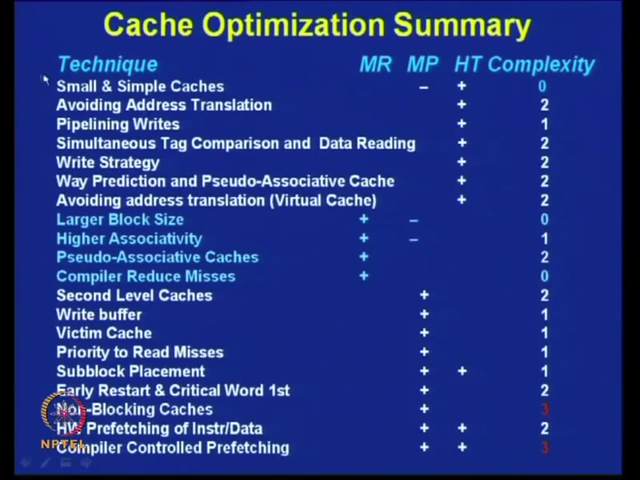 Cache Optimization Summary
Technique MR MP HT Complexity
Small & Simple Caches – + 0
Avoiding Address Translation + 2
Pipelining Writes + 1
Simultaneous Tag Comparison and Data Reading + 2
Write Strategy + 2
Way Prediction and Pseudo-Associative Cache + 2
Avoiding address translation (Virtual Cache) + 2
Larger Block Size + – 0
Higher Associativity + – 1
Pseudo-Associative Caches + 2
Compiler Reduce Misses + 0
Second Level Caches + 2
Write buffer + 1
Victim Cache + 1
Priority to Read Misses + 1
Subblock Placement + + 1
Early Restart & Critical Word 1st + 2
Non-Blocking Caches + 3
HW Prefetching of Instr/Data + + 2
Compiler Controlled Prefetching + + 3
NPTEL